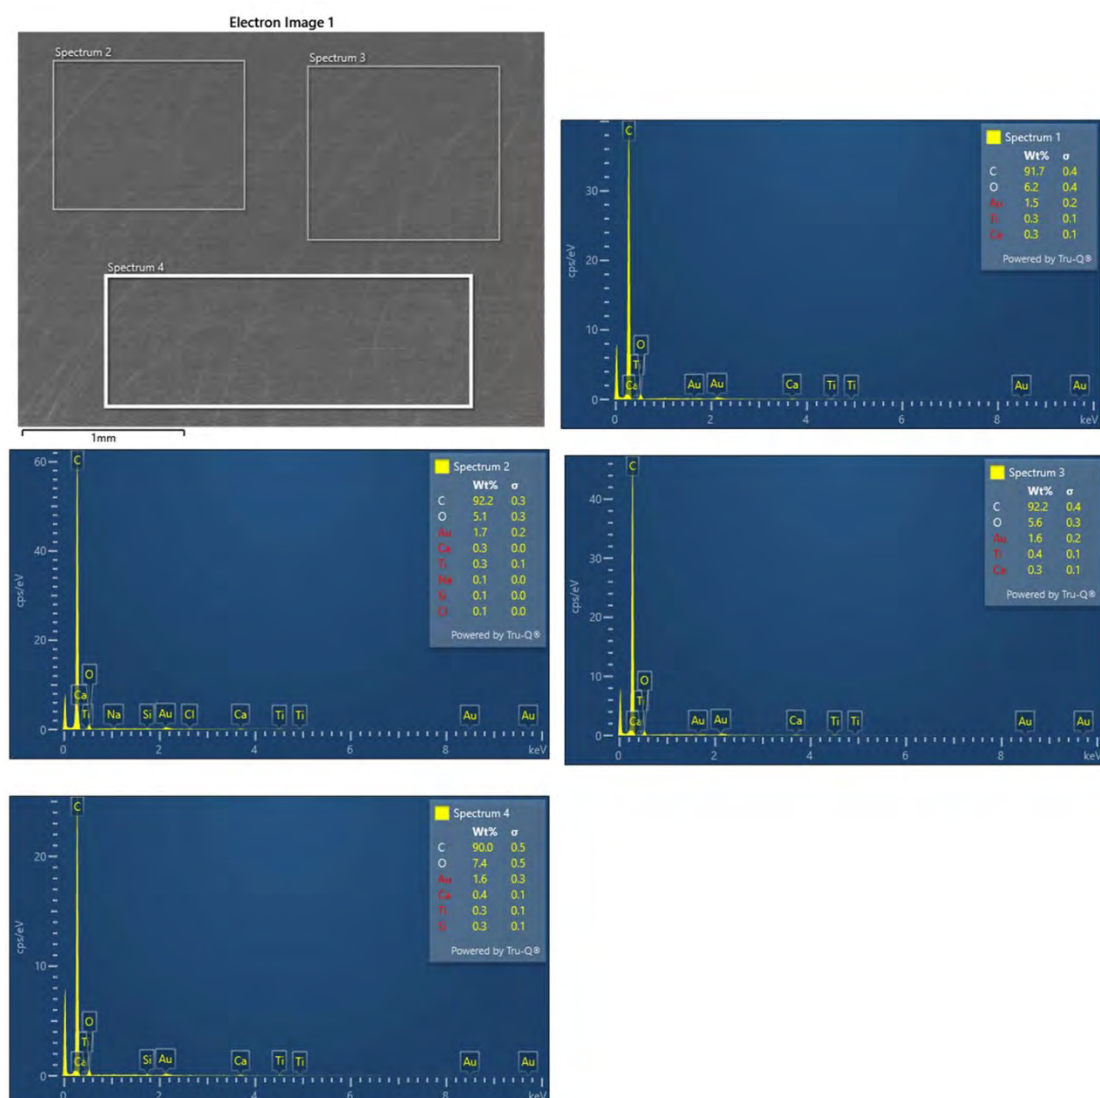 Electron Image 1
Spectrum 2
Spectrum 3
Spectrum 4
1mm
Spectrum 1
Wt% σ
C 91.7 0.4
O 6.2 0.4
Au 1.5 0.2
Ti 0.3 0.1
Ca 0.3 0.1
Powered by Tru-Q®
cps/eV
30
20
10
0
C
O
Ti
Ca
Au Au Ca Ti Ti Au Au
0 2 4 6 8 keV
Spectrum 2
Wt% σ
C 92.2 0.3
O 5.1 0.3
Au 1.7 0.2
Ca 0.3 0.0
Ti 0.3 0.1
Na 0.1 0.0
Si 0.1 0.0
Cl 0.1 0.0
Powered by Tru-Q®
cps/eV
60
40
20
0
C
O
Ca
Ti Na Si Au Cl Ca Ti Ti Au Au
0 2 4 6 8 keV
Spectrum 3
Wt% σ
C 92.2 0.4
O 5.6 0.3
Au 1.6 0.2
Ti 0.4 0.1
Ca 0.3 0.1
Powered by Tru-Q®
cps/eV
40
30
20
10
0
C
O
Ca Au Au Ca Ti Ti Au Au
0 2 4 6 8 keV
Spectrum 4
Wt% σ
C 90.0 0.5
O 7.4 0.5
Au 1.6 0.3
Ca 0.4 0.1
Ti 0.3 0.1
0.3 0.1
Powered by Tru-Q®
cps/eV
20
10
0
C
O
Ti
Ca Si Au Ca Ti Ti Au Au
0 2 4 6 8 keV